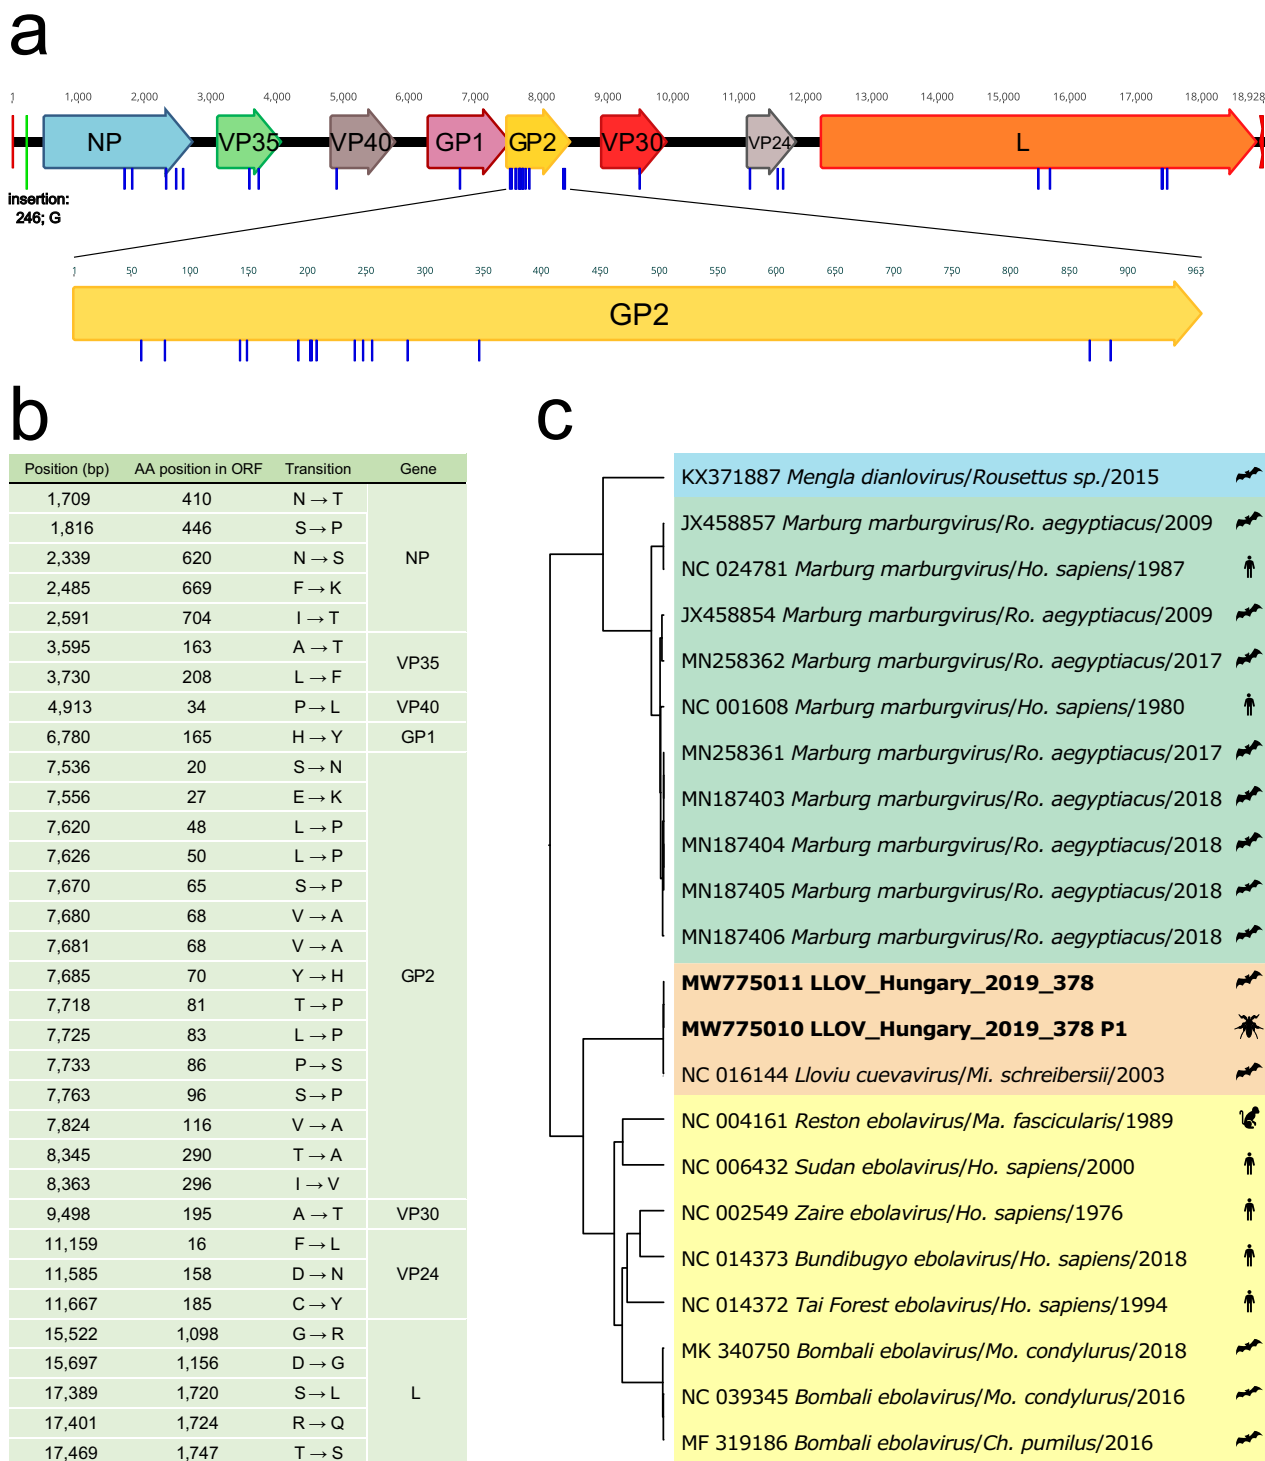 a
1 1,000 2,000 3,000 4,000 5,000 6,000 7,000 8,000 9,000 10,000 11,000 12,000 13,000 14,000 15,000 16,000 17,000 18,000 18,928
NP VP35 VP40 GP1 GP2 VP30 VP24 L
insertion:
246; G
1 50 100 150 200 250 300 350 400 450 500 550 600 650 700 750 800 850 900 963
GP2
b
Position (bp) AA position in ORF Transition Gene
1,709 410 N → T
1,816 446 S → P
2,339 620 N → S NP
2,485 669 F → K
2,591 704 I → T
3,595 163 A → T VP35
3,730 208 L → F
4,913 34 P → L VP40
6,780 165 H → Y GP1
7,536 20 S → N
7,556 27 E → K
7,620 48 L → P
7,626 50 L → P
7,670 65 S → P
7,680 68 V → A
7,681 68 V → A
7,685 70 Y → H GP2
7,718 81 T → P
7,725 83 L → P
7,733 86 P → S
7,763 96 S → P
7,824 116 V → A
8,345 290 T → A
8,363 296 I → V
9,498 195 A → T VP30
11,159 16 F → L
11,585 158 D → N VP24
11,667 185 C → Y
15,522 1,098 G → R
15,697 1,156 D → G
17,389 1,720 S → L L
17,401 1,724 R → Q
17,469 1,747 T → S
c
KX371887 Mengla dianlovirus/Rousettus sp./2015
JX458857 Marburg marburgvirus/Ro. aegyptiacus/2009
NC 024781 Marburg marburgvirus/Ho. sapiens/1987
JX458854 Marburg marburgvirus/Ro. aegyptiacus/2009
MN258362 Marburg marburgvirus/Ro. aegyptiacus/2017
NC 001608 Marburg marburgvirus/Ho. sapiens/1980
MN258361 Marburg marburgvirus/Ro. aegyptiacus/2017
MN187403 Marburg marburgvirus/Ro. aegyptiacus/2018
MN187404 Marburg marburgvirus/Ro. aegyptiacus/2018
MN187405 Marburg marburgvirus/Ro. aegyptiacus/2018
MN187406 Marburg marburgvirus/Ro. aegyptiacus/2018
MW775011 LLOV_Hungary_2019_378
MW775010 LLOV_Hungary_2019_378 P1
NC 016144 Lloviu cuevavirus/Mi. schreibersii/2003
NC 004161 Reston ebolavirus/Ma. fascicularis/1989
NC 006432 Sudan ebolavirus/Ho. sapiens/2000
NC 002549 Zaire ebolavirus/Ho. sapiens/1976
NC 014373 Bundibugyo ebolavirus/Ho. sapiens/2018
NC 014372 Tai Forest ebolavirus/Ho. sapiens/1994
MK 340750 Bombali ebolavirus/Mo. condylurus/2018
NC 039345 Bombali ebolavirus/Mo. condylurus/2016
MF 319186 Bombali ebolavirus/Ch. pumilus/2016